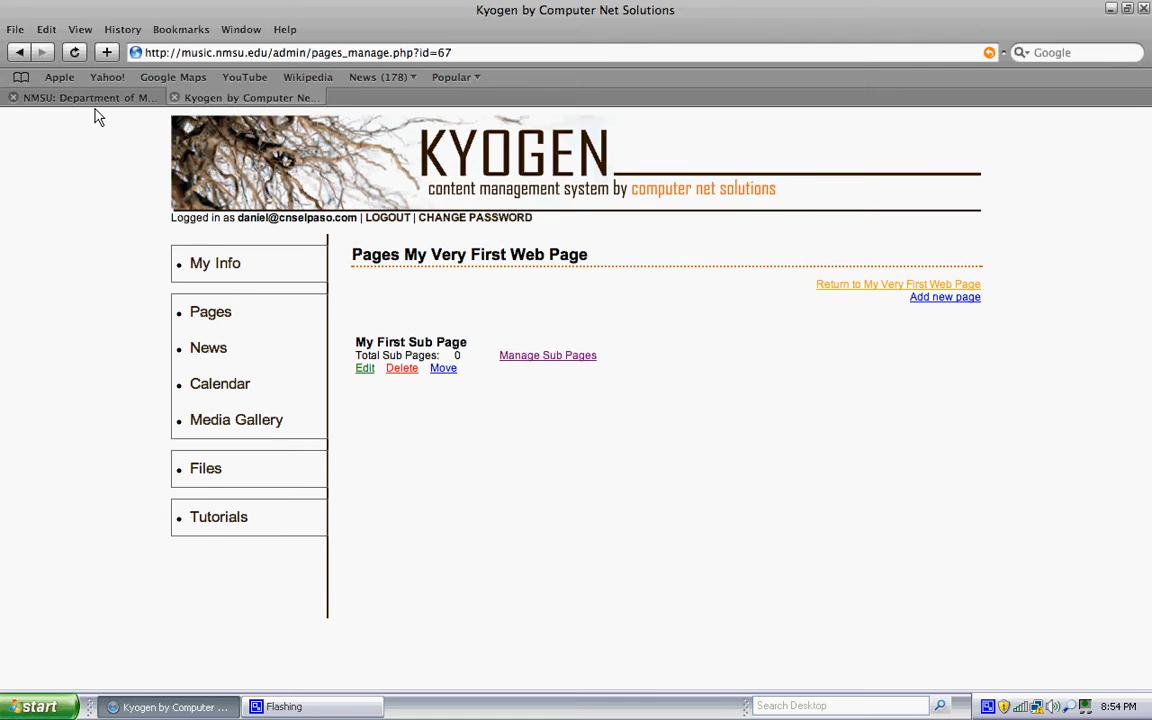 Kyogen by Computer Net Solutions
File Edit View History Bookmarks Window Help
http://music.nmsu.edu/admin/pages_manage.php?id=67
Google
Apple Yahoo! Google Maps YouTube Wikipedia News (178) Popular
NMSU: Department of M... Kyogen by Computer Ne...
KYOGEN
content management system by computer net solutions
Logged in as daniel@cnselpaso.com | LOGOUT | CHANGE PASSWORD
My Info
Pages
News
Calendar
Media Gallery
Files
Tutorials
Pages My Very First Web Page
Return to My Very First Web Page
Add new page
My First Sub Page
Total Sub Pages: 0 Manage Sub Pages
Edit Delete Move
start Kyogen by Computer ... Flashing Search Desktop 8:54 PM